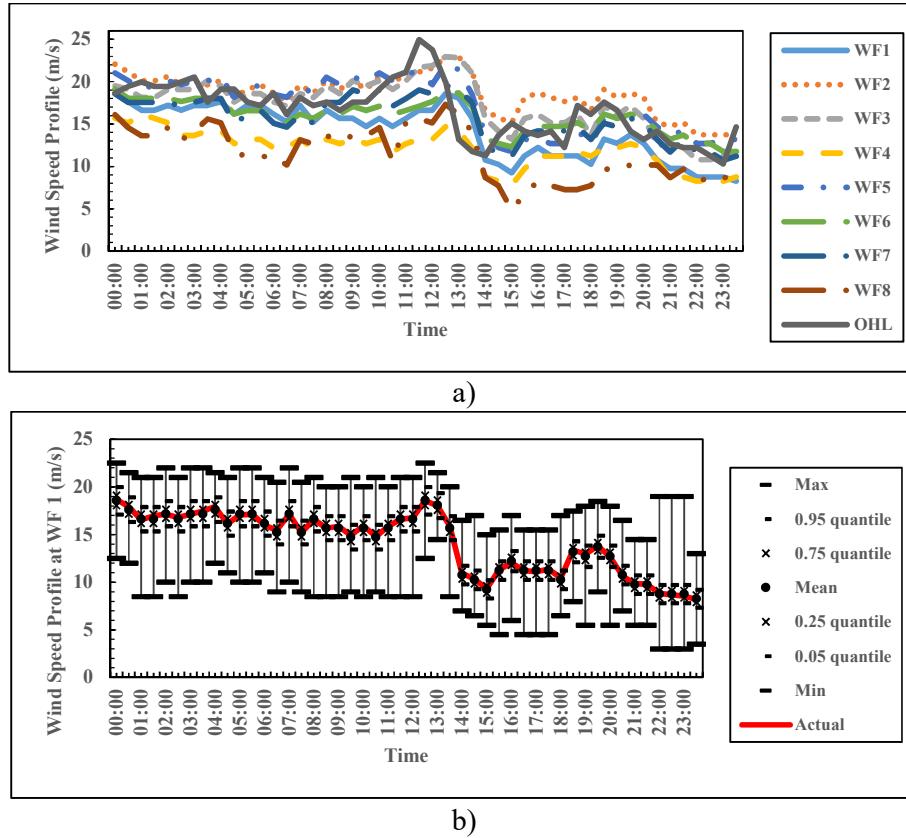 Wind Speed Profile (m/s)
25
20
15
10
5
0
00:00
01:00
02:00
03:00
04:00
05:00
06:00
07:00
08:00
09:00
10:00
11:00
12:00
13:00
14:00
15:00
16:00
17:00
18:00
19:00
20:00
21:00
22:00
23:00
Time
WF1
WF2
WF3
WF4
WF5
WF6
WF7
WF8
OHL
a)
Wind Speed Profile at WF 1 (m/s)
25
20
15
10
5
0
00:00
01:00
02:00
03:00
04:00
05:00
06:00
07:00
08:00
09:00
10:00
11:00
12:00
13:00
14:00
15:00
16:00
17:00
18:00
19:00
20:00
21:00
22:00
23:00
Time
Max
0.95 quantile
0.75 quantile
Mean
0.25 quantile
0.05 quantile
Min
Actual
b)